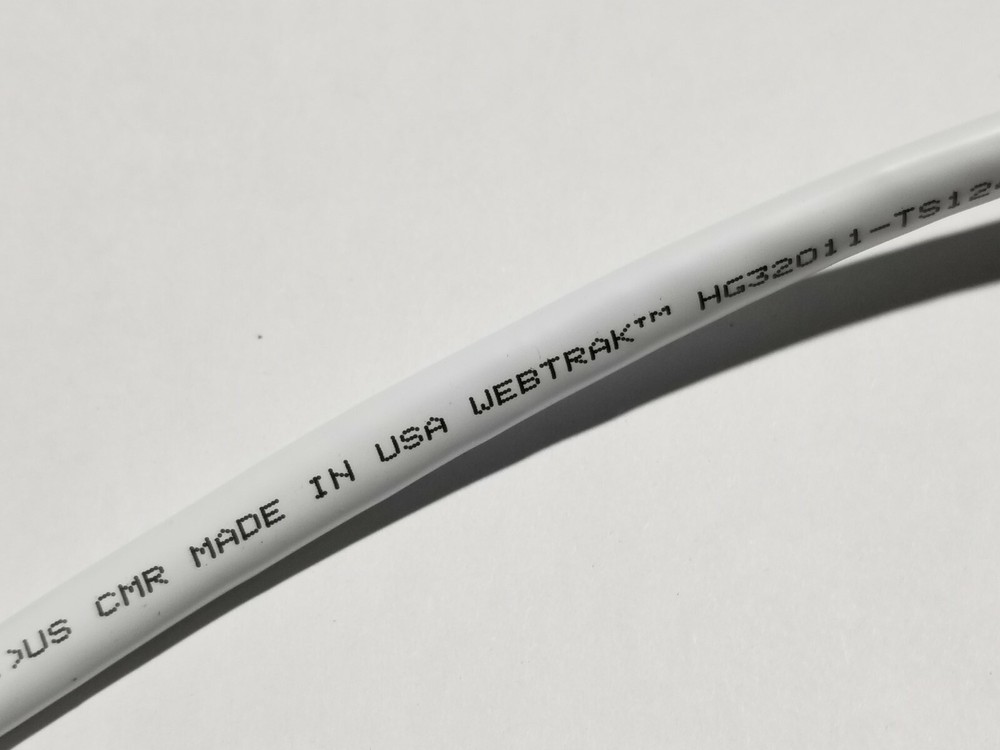 >US CMR MADE IN USA WEBTRAK™ HG32011-TS12